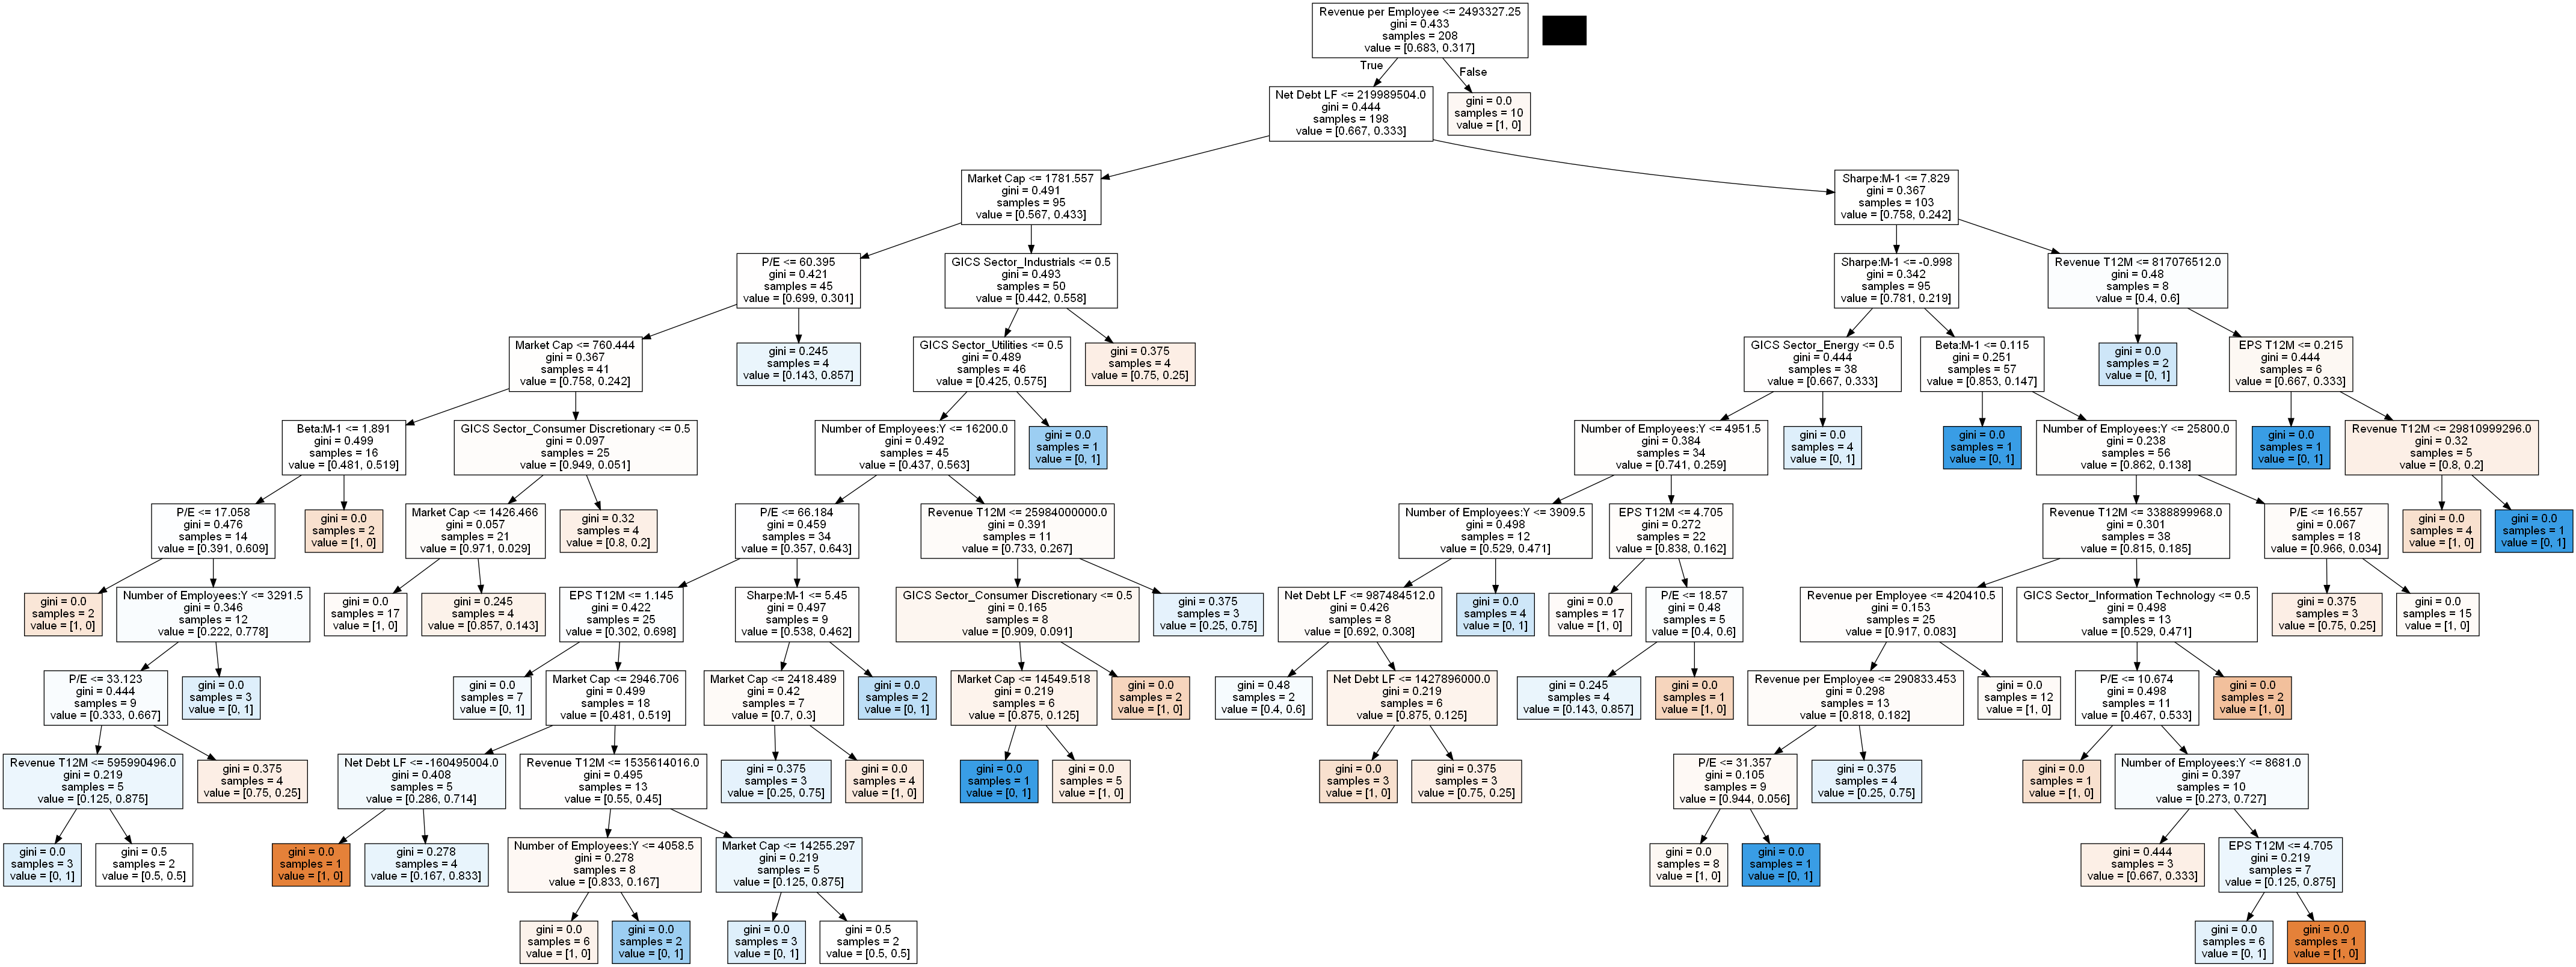 Revenue per Employee <= 2493327.25
gini = 0.433
samples = 208
value = [0.683, 0.317]
True
False
Net Debt LF <= 219989504.0
gini = 0.444
samples = 198
value = [0.667, 0.333]
gini = 0.0
samples = 10
value = [1, 0]
Market Cap <= 1781.557
gini = 0.491
samples = 95
value = [0.567, 0.433]
Sharpe:M-1 <= 7.829
gini = 0.367
samples = 103
value = [0.758, 0.242]
P/E <= 60.395
gini = 0.421
samples = 45
value = [0.699, 0.301]
GICS Sector_Industrials <= 0.5
gini = 0.493
samples = 50
value = [0.442, 0.558]
Sharpe:M-1 <= -0.998
gini = 0.342
samples = 95
value = [0.781, 0.219]
Revenue T12M <= 817076512.0
gini = 0.48
samples = 8
value = [0.4, 0.6]
Market Cap <= 760.444
gini = 0.367
samples = 41
value = [0.758, 0.242]
gini = 0.245
samples = 4
value = [0.143, 0.857]
GICS Sector_Utilities <= 0.5
gini = 0.489
samples = 46
value = [0.425, 0.575]
gini = 0.375
samples = 4
value = [0.75, 0.25]
GICS Sector_Energy <= 0.5
gini = 0.444
samples = 38
value = [0.667, 0.333]
Beta:M-1 <= 0.115
gini = 0.251
samples = 57
value = [0.853, 0.147]
gini = 0.0
samples = 2
value = [0, 1]
EPS T12M <= 0.215
gini = 0.444
samples = 6
value = [0.667, 0.333]
Beta:M-1 <= 1.891
gini = 0.499
samples = 16
value = [0.481, 0.519]
GICS Sector_Consumer Discretionary <= 0.5
gini = 0.097
samples = 25
value = [0.949, 0.051]
Number of Employees:Y <= 16200.0
gini = 0.492
samples = 45
value = [0.437, 0.563]
gini = 0.0
samples = 1
value = [0, 1]
Number of Employees:Y <= 4951.5
gini = 0.384
samples = 34
value = [0.741, 0.259]
gini = 0.0
samples = 4
value = [0, 1]
gini = 0.0
samples = 1
value = [0, 1]
Number of Employees:Y <= 25800.0
gini = 0.238
samples = 56
value = [0.862, 0.138]
gini = 0.0
samples = 1
value = [0, 1]
Revenue T12M <= 29810999296.0
gini = 0.32
samples = 5
value = [0.8, 0.2]
P/E <= 17.058
gini = 0.476
samples = 14
value = [0.391, 0.609]
gini = 0.0
samples = 2
value = [1, 0]
Market Cap <= 1426.466
gini = 0.057
samples = 21
value = [0.971, 0.029]
gini = 0.32
samples = 4
value = [0.8, 0.2]
P/E <= 66.184
gini = 0.459
samples = 34
value = [0.357, 0.643]
Revenue T12M <= 25984000000.0
gini = 0.391
samples = 11
value = [0.733, 0.267]
Number of Employees:Y <= 3909.5
gini = 0.498
samples = 12
value = [0.529, 0.471]
EPS T12M <= 4.705
gini = 0.272
samples = 22
value = [0.838, 0.162]
Revenue T12M <= 3388899968.0
gini = 0.301
samples = 38
value = [0.815, 0.185]
P/E <= 16.557
gini = 0.067
samples = 18
value = [0.966, 0.034]
gini = 0.0
samples = 4
value = [1, 0]
gini = 0.0
samples = 1
value = [0, 1]
gini = 0.0
samples = 2
value = [1, 0]
Number of Employees:Y <= 3291.5
gini = 0.346
samples = 12
value = [0.222, 0.778]
gini = 0.0
samples = 17
value = [1, 0]
gini = 0.245
samples = 4
value = [0.857, 0.143]
EPS T12M <= 1.145
gini = 0.422
samples = 25
value = [0.302, 0.698]
Sharpe:M-1 <= 5.45
gini = 0.497
samples = 9
value = [0.538, 0.462]
GICS Sector_Consumer Discretionary <= 0.5
gini = 0.165
samples = 8
value = [0.909, 0.091]
gini = 0.375
samples = 3
value = [0.25, 0.75]
Net Debt LF <= 987484512.0
gini = 0.426
samples = 8
value = [0.692, 0.308]
gini = 0.0
samples = 4
value = [0, 1]
gini = 0.0
samples = 17
value = [1, 0]
P/E <= 18.57
gini = 0.48
samples = 5
value = [0.4, 0.6]
Revenue per Employee <= 420410.5
gini = 0.153
samples = 25
value = [0.917, 0.083]
GICS Sector_Information Technology <= 0.5
gini = 0.498
samples = 13
value = [0.529, 0.471]
gini = 0.375
samples = 3
value = [0.75, 0.25]
gini = 0.0
samples = 15
value = [1, 0]
P/E <= 33.123
gini = 0.444
samples = 9
value = [0.333, 0.667]
gini = 0.0
samples = 3
value = [0, 1]
gini = 0.0
samples = 7
value = [0, 1]
Market Cap <= 2946.706
gini = 0.499
samples = 18
value = [0.481, 0.519]
Market Cap <= 2418.489
gini = 0.42
samples = 7
value = [0.7, 0.3]
gini = 0.0
samples = 2
value = [0, 1]
Market Cap <= 14549.518
gini = 0.219
samples = 6
value = [0.875, 0.125]
gini = 0.0
samples = 2
value = [1, 0]
gini = 0.48
samples = 2
value = [0.4, 0.6]
Net Debt LF <= 1427896000.0
gini = 0.219
samples = 6
value = [0.875, 0.125]
gini = 0.245
samples = 4
value = [0.143, 0.857]
gini = 0.0
samples = 1
value = [1, 0]
Revenue per Employee <= 290833.453
gini = 0.298
samples = 13
value = [0.818, 0.182]
gini = 0.0
samples = 12
value = [1, 0]
P/E <= 10.674
gini = 0.498
samples = 11
value = [0.467, 0.533]
gini = 0.0
samples = 2
value = [1, 0]
Revenue T12M <= 595990496.0
gini = 0.219
samples = 5
value = [0.125, 0.875]
gini = 0.375
samples = 4
value = [0.75, 0.25]
Net Debt LF <= -160495004.0
gini = 0.408
samples = 5
value = [0.286, 0.714]
Revenue T12M <= 1535614016.0
gini = 0.495
samples = 13
value = [0.55, 0.45]
gini = 0.375
samples = 3
value = [0.25, 0.75]
gini = 0.0
samples = 4
value = [1, 0]
gini = 0.0
samples = 1
value = [0, 1]
gini = 0.0
samples = 5
value = [1, 0]
gini = 0.0
samples = 3
value = [1, 0]
gini = 0.375
samples = 3
value = [0.75, 0.25]
P/E <= 31.357
gini = 0.105
samples = 9
value = [0.944, 0.056]
gini = 0.375
samples = 4
value = [0.25, 0.75]
gini = 0.0
samples = 1
value = [1, 0]
Number of Employees:Y <= 8681.0
gini = 0.397
samples = 10
value = [0.273, 0.727]
gini = 0.0
samples = 3
value = [0, 1]
gini = 0.5
samples = 2
value = [0.5, 0.5]
gini = 0.0
samples = 1
value = [1, 0]
gini = 0.278
samples = 4
value = [0.167, 0.833]
Number of Employees:Y <= 4058.5
gini = 0.278
samples = 8
value = [0.833, 0.167]
Market Cap <= 14255.297
gini = 0.219
samples = 5
value = [0.125, 0.875]
gini = 0.0
samples = 8
value = [1, 0]
gini = 0.0
samples = 1
value = [0, 1]
gini = 0.444
samples = 3
value = [0.667, 0.333]
EPS T12M <= 4.705
gini = 0.219
samples = 7
value = [0.125, 0.875]
gini = 0.0
samples = 6
value = [1, 0]
gini = 0.0
samples = 2
value = [0, 1]
gini = 0.0
samples = 3
value = [0, 1]
gini = 0.5
samples = 2
value = [0.5, 0.5]
gini = 0.0
samples = 6
value = [0, 1]
gini = 0.0
samples = 1
value = [1, 0]